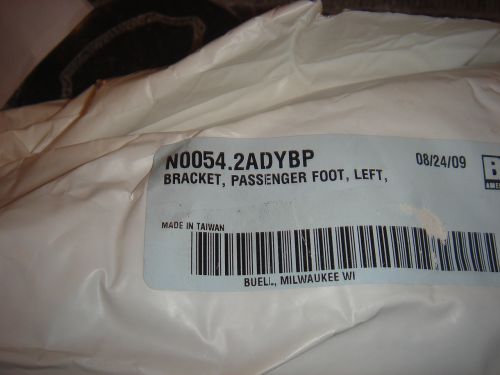 N0054.2ADYBP 08/24/09
BRACKET, PASSENGER FOOT, LEFT,
MADE IN TAIWAN
BUELL, MILWAUKEE WI